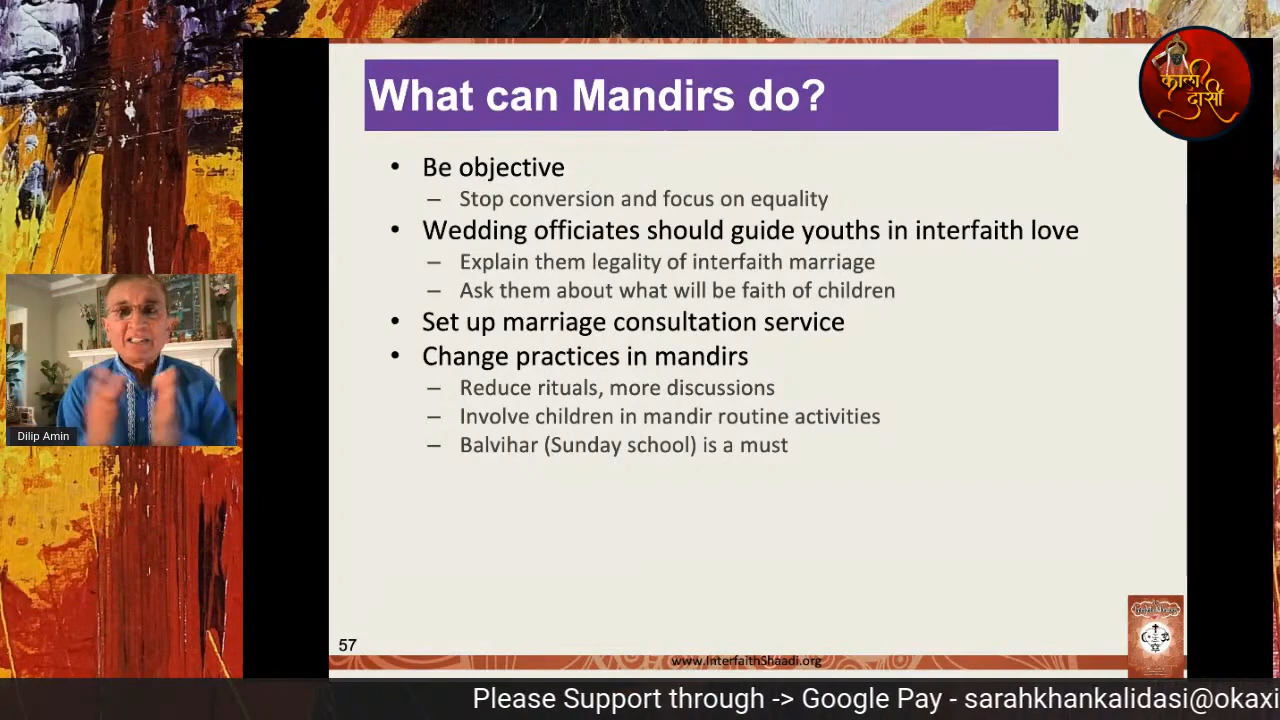 What can Mandirs do?
काली
दासी
• Be objective
– Stop conversion and focus on equality
• Wedding officiates should guide youths in interfaith love
– Explain them legality of interfaith marriage
– Ask them about what will be faith of children
• Set up marriage consultation service
• Change practices in mandirs
– Reduce rituals, more discussions
– Involve children in mandir routine activities
– Balvihar (Sunday school) is a must
Dilip Amin
57
www.InterfaithShaadi.org
Please Support through -> Google Pay - sarahkhankalidasi@okaxi